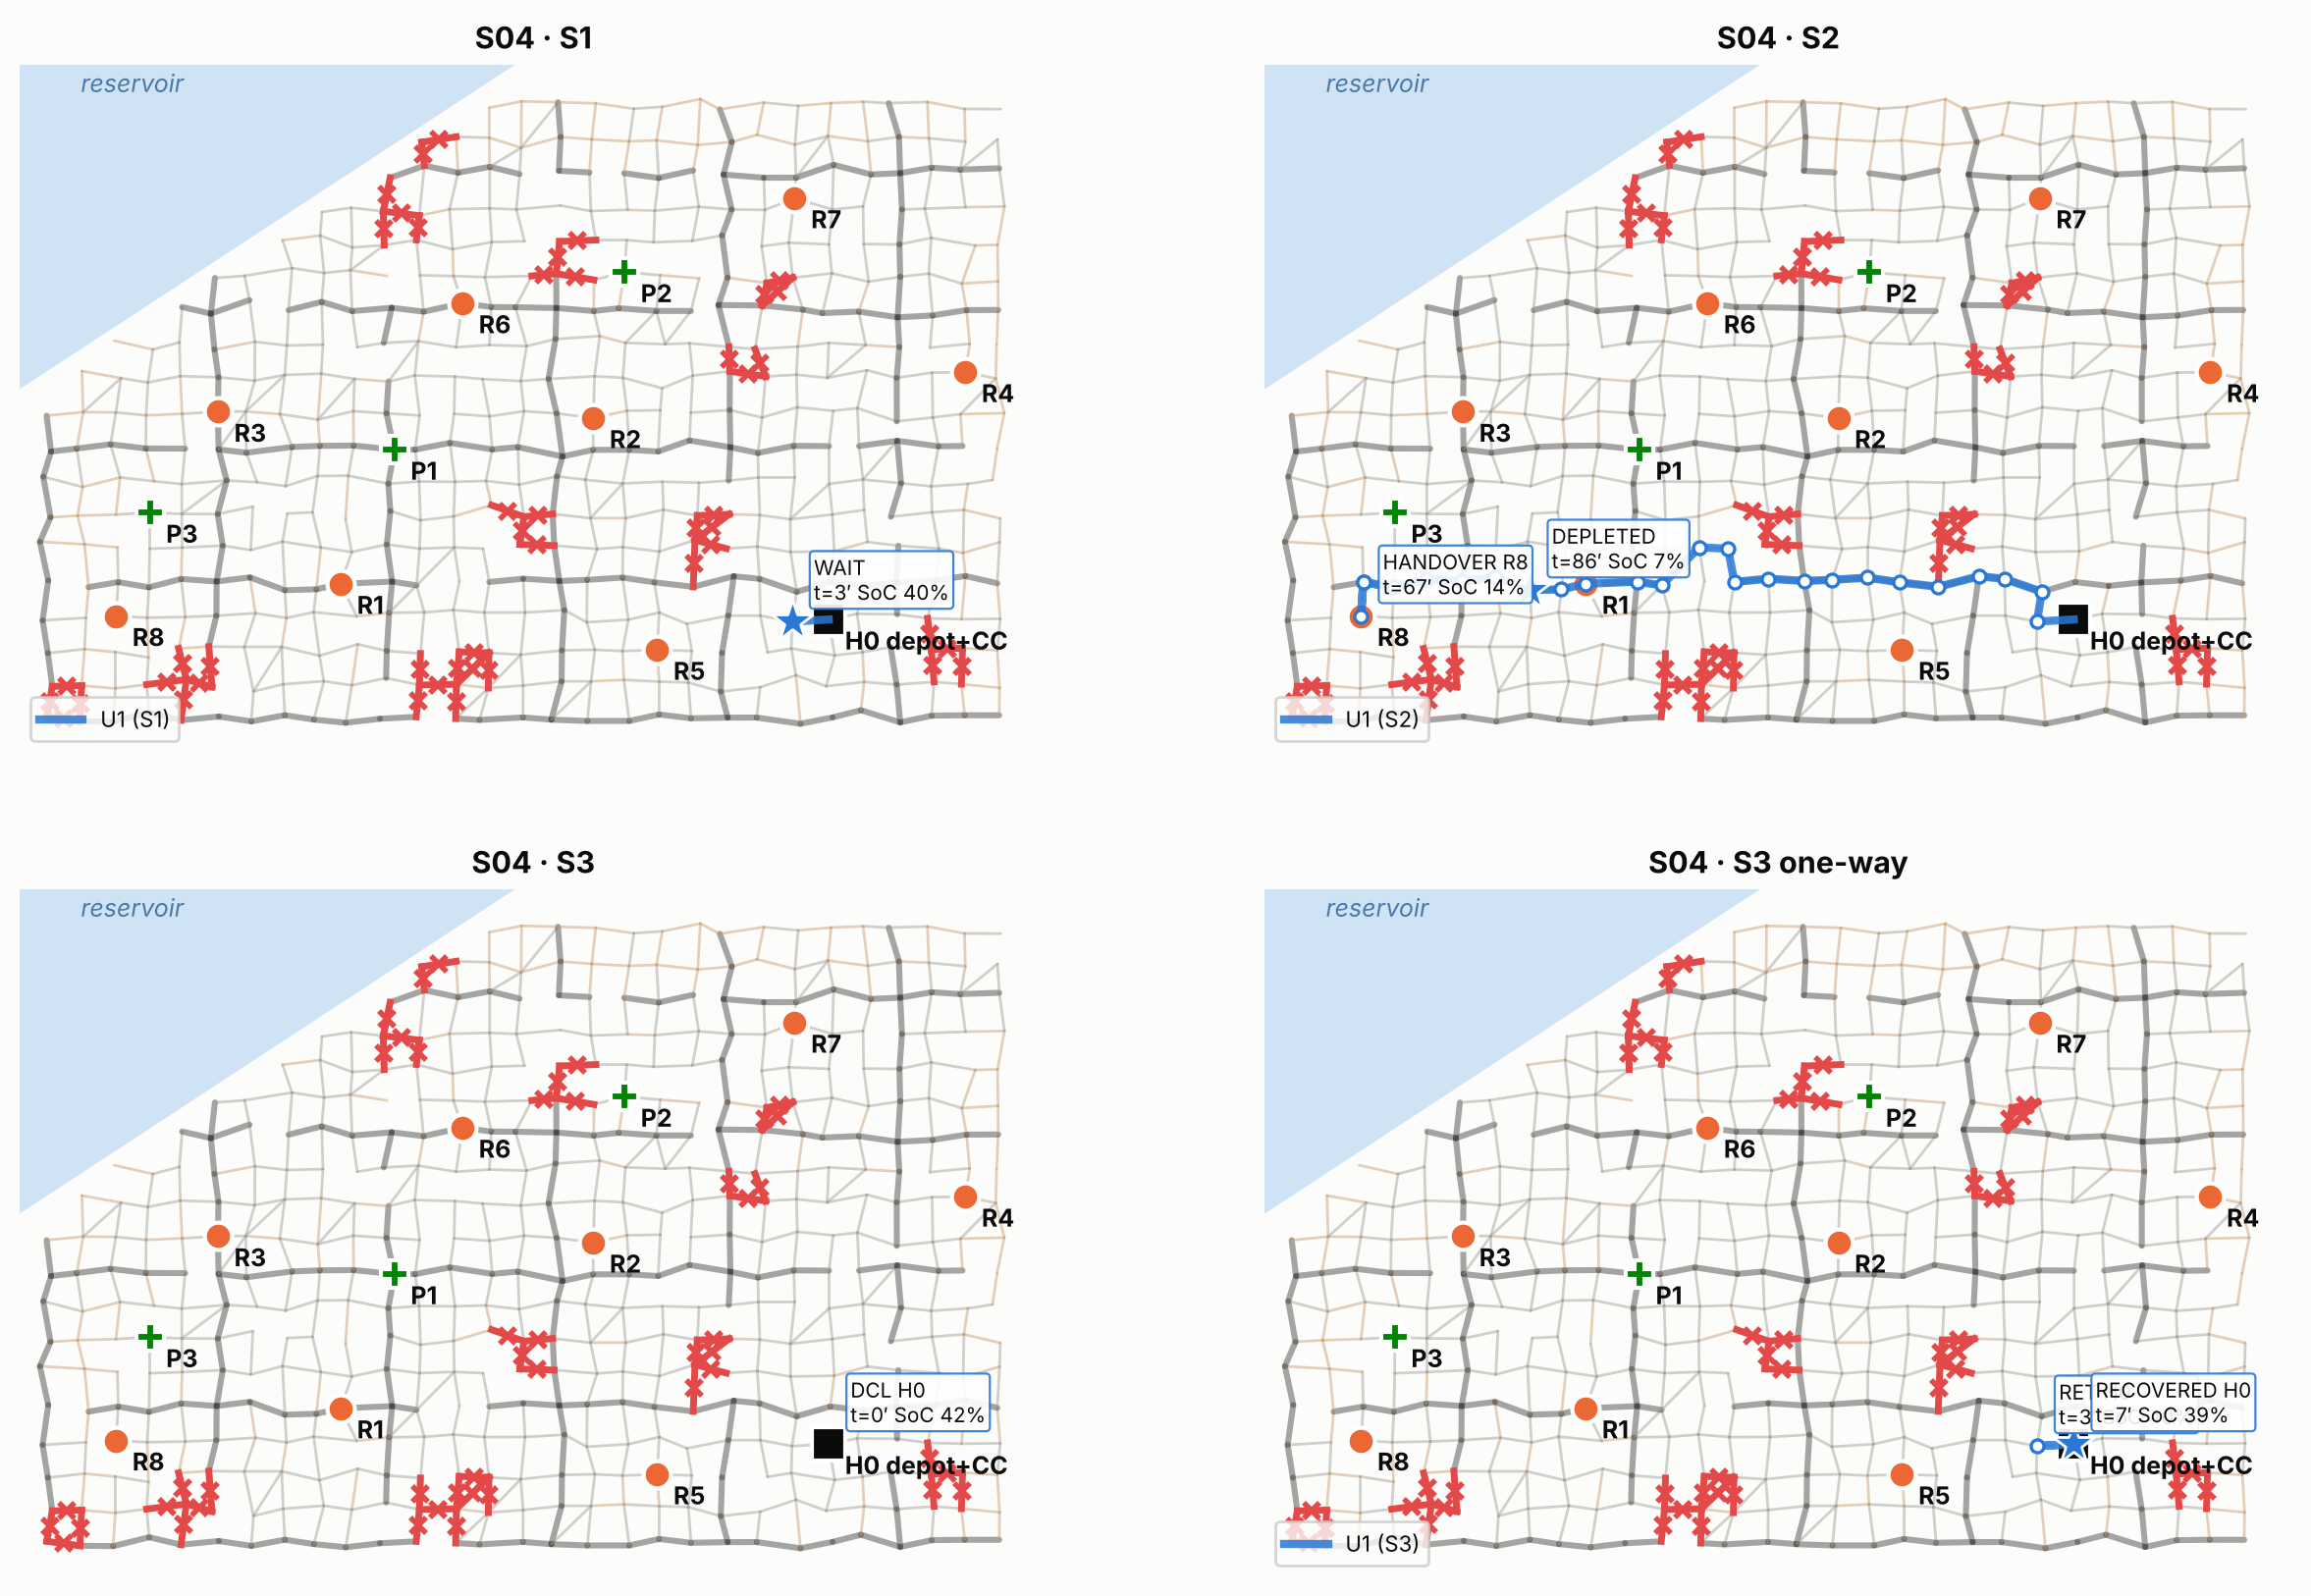 S04 · S1
reservoir
R7
P2
R6
R4
R3
R2
P1
P3
WAIT
t=3′ SoC 40%
R1
R8
H0 depot+CC
R5
U1 (S1)
S04 · S2
reservoir
R7
P2
R6
R4
R3
R2
P1
P3
DEPLETED
t=86′ SoC 7%
HANDOVER R8
t=67′ SoC 14%
R1
R8
H0 depot+CC
R5
U1 (S2)
S04 · S3
reservoir
R7
P2
R6
R4
R3
R2
P1
P3
DCL H0
t=0′ SoC 42%
R1
R8
H0 depot+CC
R5
S04 · S3 one-way
reservoir
R7
P2
R6
R4
R3
R2
P1
P3
RET
t=3
RECOVERED H0
t=7′ SoC 39%
R1
R8
H0 depot+CC
R5
U1 (S3)